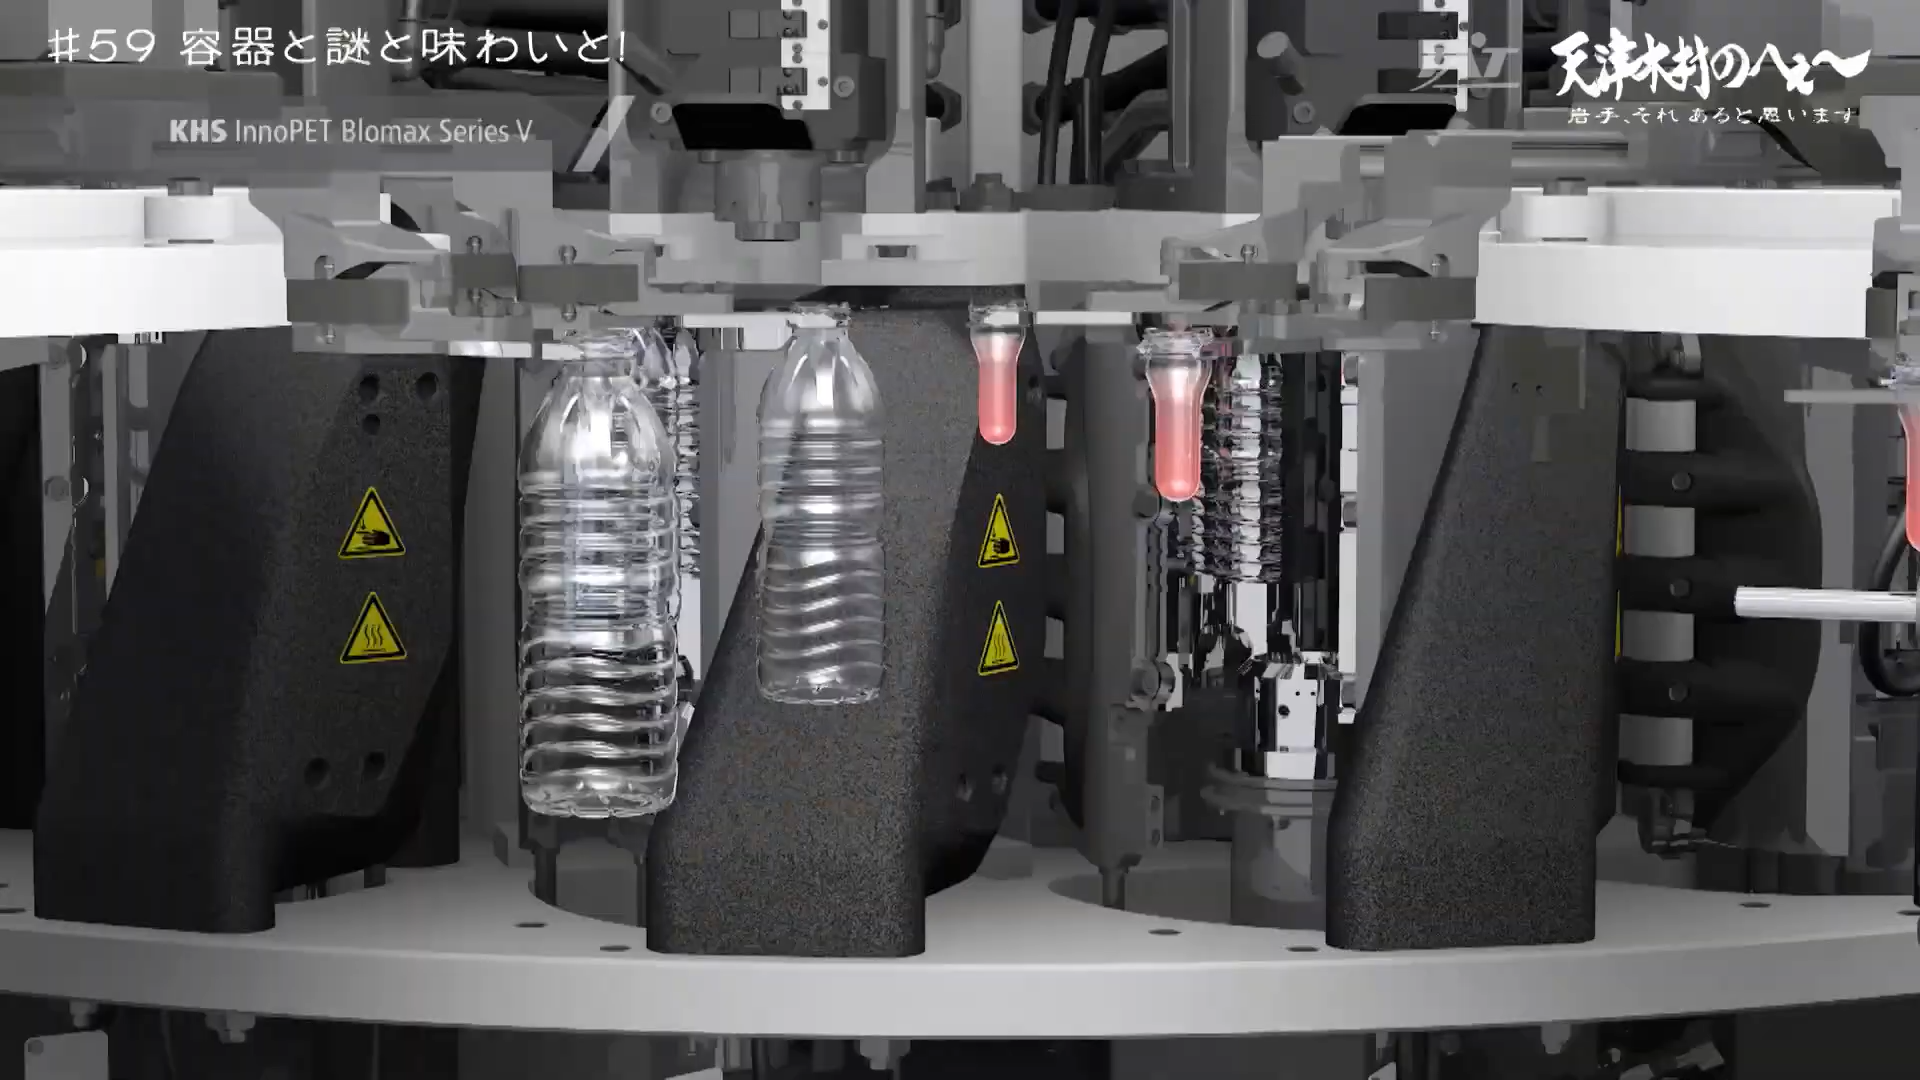 #59 容器と謎と味わいと!
KHS InnoPET Blomax Series V
天津木村のへぇ〜
岩手、それあると思います